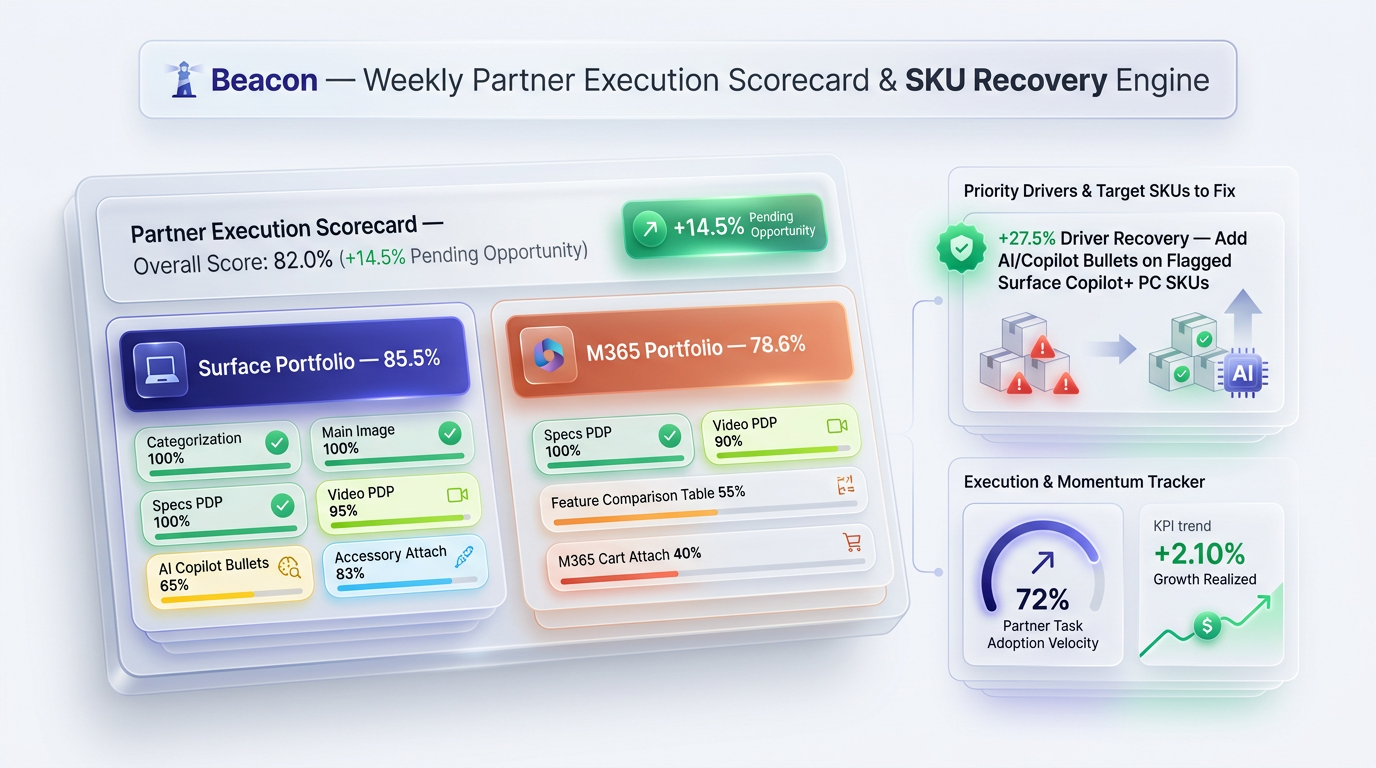 Beacon — Weekly Partner Execution Scorecard & SKU Recovery Engine
Partner Execution Scorecard —
Overall Score: 82.0% (+14.5% Pending Opportunity)
+14.5% Pending
Opportunity
Surface Portfolio — 85.5%
Categorization
100%
Main Image
100%
Specs PDP
100%
Video PDP
95%
AI Copilot Bullets
65%
Accessory Attach
83%
M365 Portfolio — 78.6%
Specs PDP
100%
Video PDP
90%
Feature Comparison Table 55%
M365 Cart Attach 40%
Priority Drivers & Target SKUs to Fix
+27.5% Driver Recovery — Add
AI/Copilot Bullets on Flagged
Surface Copilot+ PC SKUs
AI
Execution & Momentum Tracker
72%
Partner Task
Adoption Velocity
KPI trend
+2.10%
Growth Realized
$